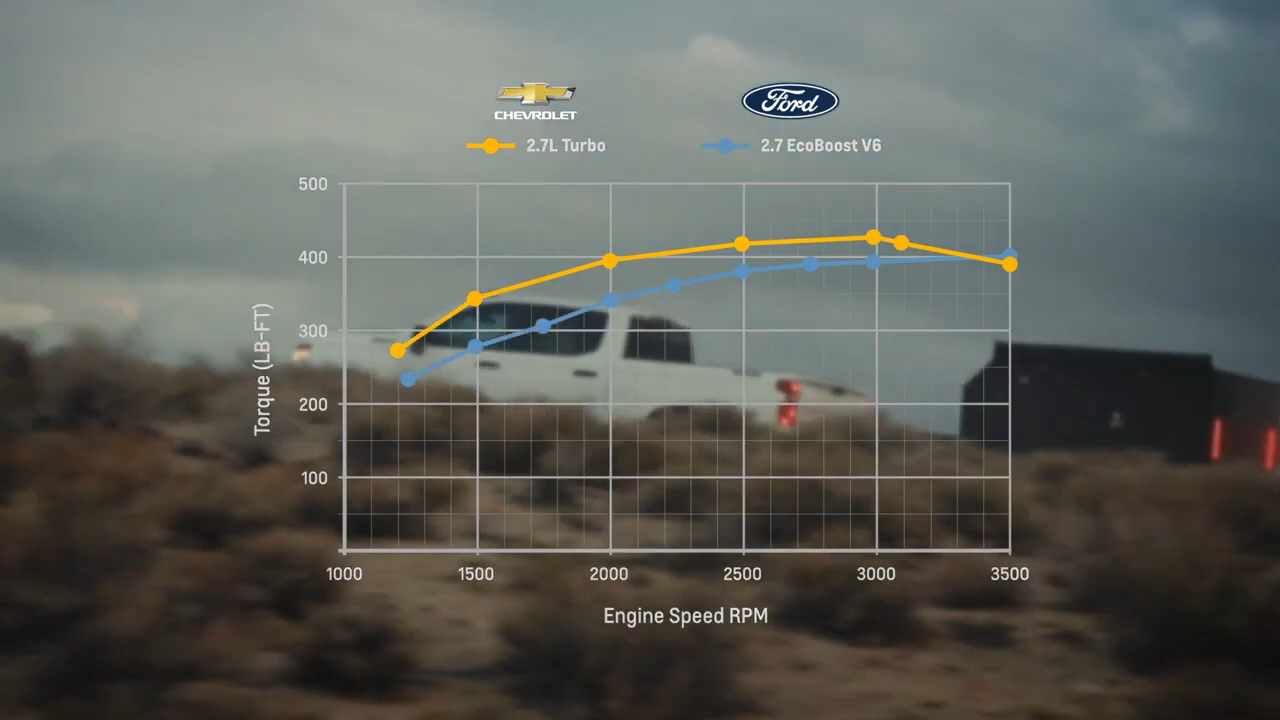 CHEVROLET
Ford
2.7L Turbo
2.7 EcoBoost V6
500
400
300
200
100
Torque (LB-FT)
1000 1500 2000 2500 3000 3500
Engine Speed RPM